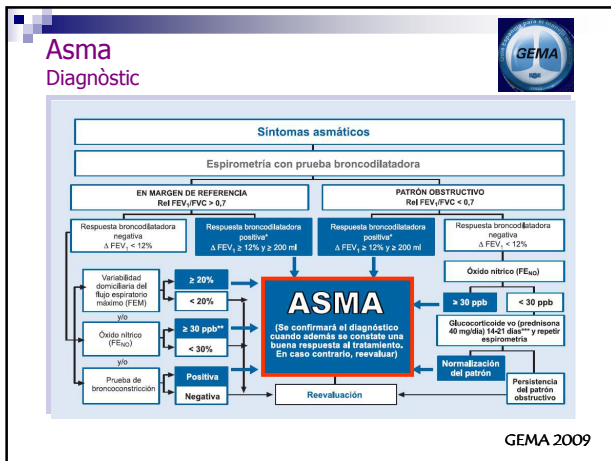 Asma
Diagnòstic
GEMA
Síntomas asmáticos
Espirometría con prueba broncodilatadora
EN MARGEN DE REFERENCIA
Rel FEV₁/FVC > 0,7
PATRÓN OBSTRUCTIVO
Rel FEV₁/FVC < 0,7
Respuesta broncodilatadora
negativa
Δ FEV₁ < 12%
Respuesta broncodilatadora
positiva*
Δ FEV₁ ≥ 12% y ≥ 200 ml
Respuesta broncodilatadora
positiva*
Δ FEV₁ ≥ 12% y ≥ 200 ml
Respuesta broncodilatadora
negativa
Δ FEV₁ < 12%
Variabilidad
domiciliaria del
flujo espiratorio
máximo (FEM)
≥ 20%
< 20%
y/o
Óxido nítrico
(FENO)
≥ 30 ppb**
< 30%
y/o
Prueba de
broncoconstricción
Positiva
Negativa
ASMA
(Se confirmará el diagnóstico
cuando además se constate una
buena respuesta al tratamiento.
En caso contrario, reevaluar)
Reevaluación
Óxido nítrico (FENO)
≥ 30 ppb
< 30 ppb
Glucocorticoide vo (prednisona
40 mg/día) 14-21 días*** y repetir
espirometría
Normalización
del patrón
Persistencia
del patrón
obstructivo
GEMA 2009